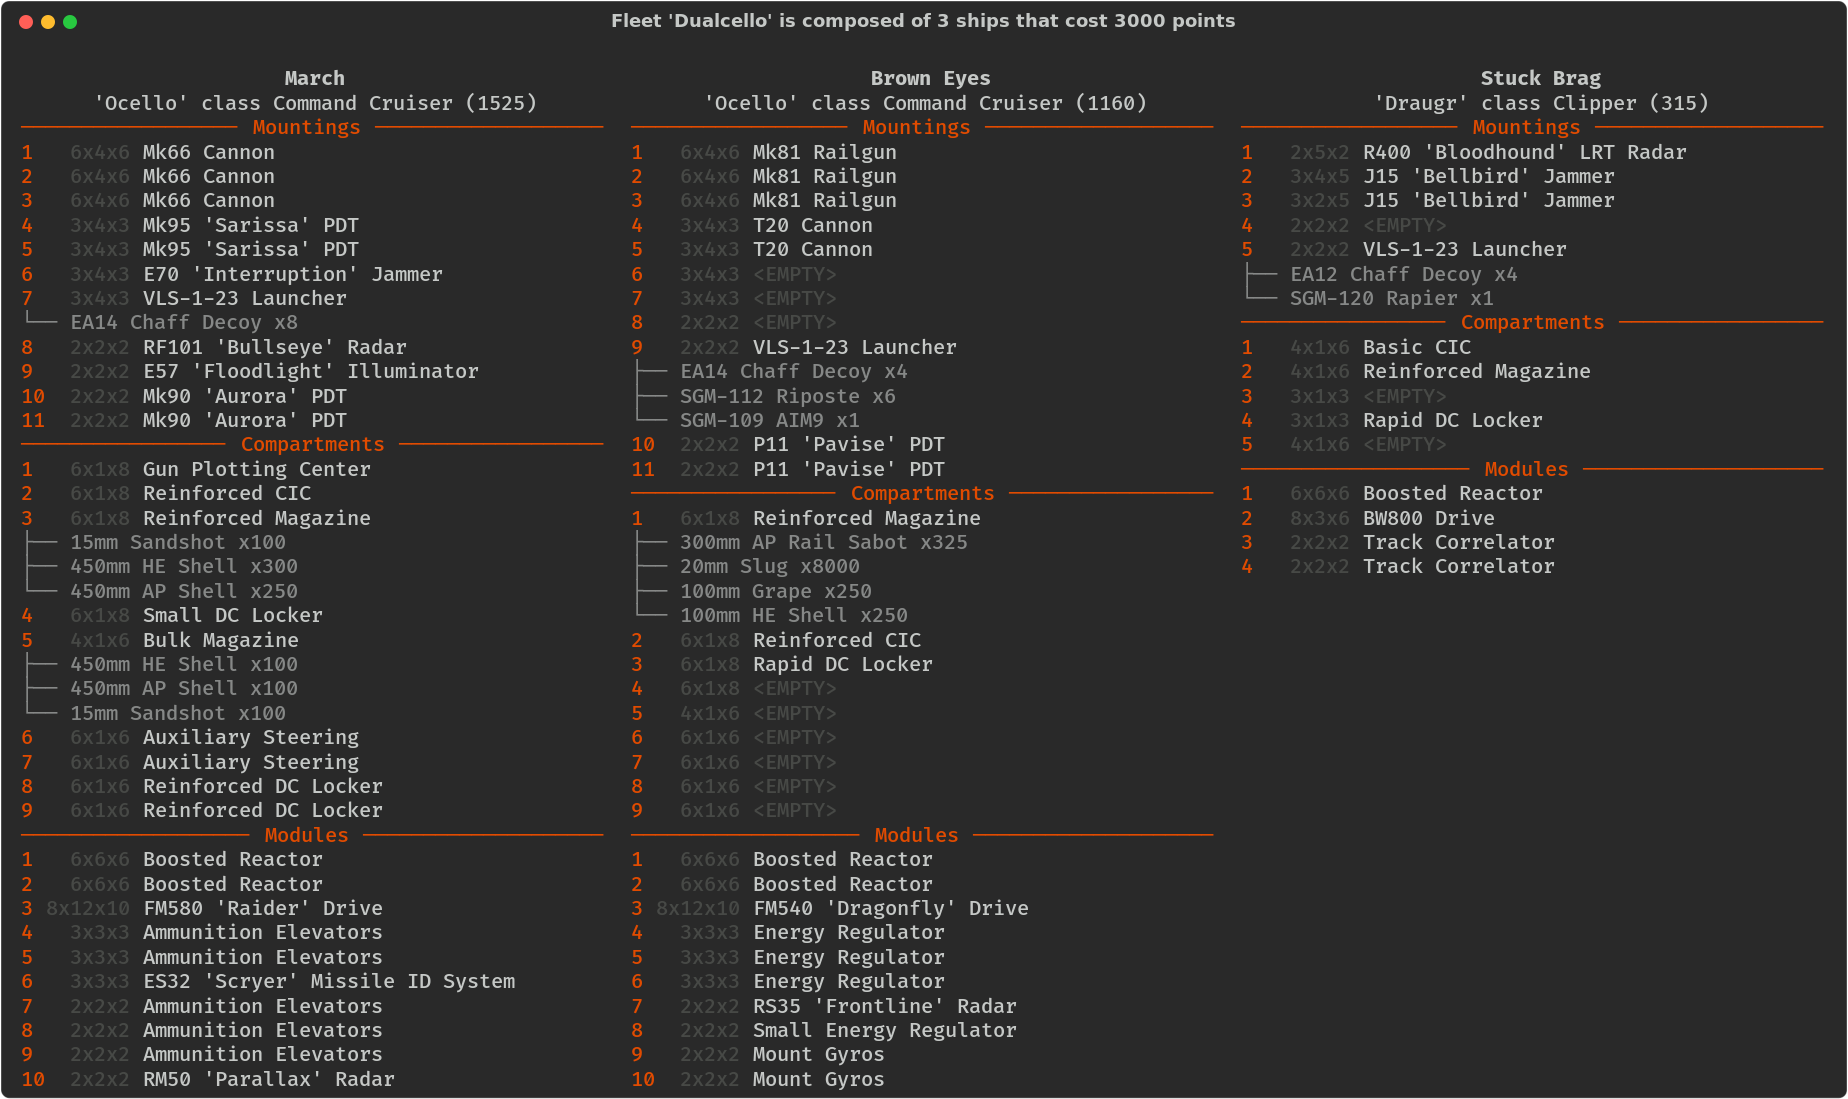 Fleet 'Dualcello' is composed of 3 ships that cost 3000 points
March
'Ocello' class Command Cruiser (1525)
Mountings
1 6x4x6 Mk66 Cannon
2 6x4x6 Mk66 Cannon
3 6x4x6 Mk66 Cannon
4 3x4x3 Mk95 'Sarissa' PDT
5 3x4x3 Mk95 'Sarissa' PDT
6 3x4x3 E70 'Interruption' Jammer
7 3x4x3 VLS-1-23 Launcher
└── EA14 Chaff Decoy x8
8 2x2x2 RF101 'Bullseye' Radar
9 2x2x2 E57 'Floodlight' Illuminator
10 2x2x2 Mk90 'Aurora' PDT
11 2x2x2 Mk90 'Aurora' PDT
Compartments
1 6x1x8 Gun Plotting Center
2 6x1x8 Reinforced CIC
3 6x1x8 Reinforced Magazine
├── 15mm Sandshot x100
├── 450mm HE Shell x300
└── 450mm AP Shell x250
4 6x1x8 Small DC Locker
5 4x1x6 Bulk Magazine
├── 450mm HE Shell x100
├── 450mm AP Shell x100
└── 15mm Sandshot x100
6 6x1x6 Auxiliary Steering
7 6x1x6 Auxiliary Steering
8 6x1x6 Reinforced DC Locker
9 6x1x6 Reinforced DC Locker
Modules
1 6x6x6 Boosted Reactor
2 6x6x6 Boosted Reactor
3 8x12x10 FM580 'Raider' Drive
4 3x3x3 Ammunition Elevators
5 3x3x3 Ammunition Elevators
6 3x3x3 ES32 'Scryer' Missile ID System
7 2x2x2 Ammunition Elevators
8 2x2x2 Ammunition Elevators
9 2x2x2 Ammunition Elevators
10 2x2x2 RM50 'Parallax' Radar
Brown Eyes
'Ocello' class Command Cruiser (1160)
Mountings
1 6x4x6 Mk81 Railgun
2 6x4x6 Mk81 Railgun
3 6x4x6 Mk81 Railgun
4 3x4x3 T20 Cannon
5 3x4x3 T20 Cannon
6 3x4x3 <EMPTY>
7 3x4x3 <EMPTY>
8 2x2x2 <EMPTY>
9 2x2x2 VLS-1-23 Launcher
├── EA14 Chaff Decoy x4
├── SGM-112 Riposte x6
└── SGM-109 AIM9 x1
10 2x2x2 P11 'Pavise' PDT
11 2x2x2 P11 'Pavise' PDT
Compartments
1 6x1x8 Reinforced Magazine
├── 300mm AP Rail Sabot x325
├── 20mm Slug x8000
├── 100mm Grape x250
└── 100mm HE Shell x250
2 6x1x8 Reinforced CIC
3 6x1x8 Rapid DC Locker
4 6x1x8 <EMPTY>
5 4x1x6 <EMPTY>
6 6x1x6 <EMPTY>
7 6x1x6 <EMPTY>
8 6x1x6 <EMPTY>
9 6x1x6 <EMPTY>
Modules
1 6x6x6 Boosted Reactor
2 6x6x6 Boosted Reactor
3 8x12x10 FM540 'Dragonfly' Drive
4 3x3x3 Energy Regulator
5 3x3x3 Energy Regulator
6 3x3x3 Energy Regulator
7 2x2x2 RS35 'Frontline' Radar
8 2x2x2 Small Energy Regulator
9 2x2x2 Mount Gyros
10 2x2x2 Mount Gyros
Stuck Brag
'Draugr' class Clipper (315)
Mountings
1 2x5x2 R400 'Bloodhound' LRT Radar
2 3x4x5 J15 'Bellbird' Jammer
3 3x2x5 J15 'Bellbird' Jammer
4 2x2x2 <EMPTY>
5 2x2x2 VLS-1-23 Launcher
├── EA12 Chaff Decoy x4
└── SGM-120 Rapier x1
Compartments
1 4x1x6 Basic CIC
2 4x1x6 Reinforced Magazine
3 3x1x3 <EMPTY>
4 3x1x3 Rapid DC Locker
5 4x1x6 <EMPTY>
Modules
1 6x6x6 Boosted Reactor
2 8x3x6 BW800 Drive
3 2x2x2 Track Correlator
4 2x2x2 Track Correlator